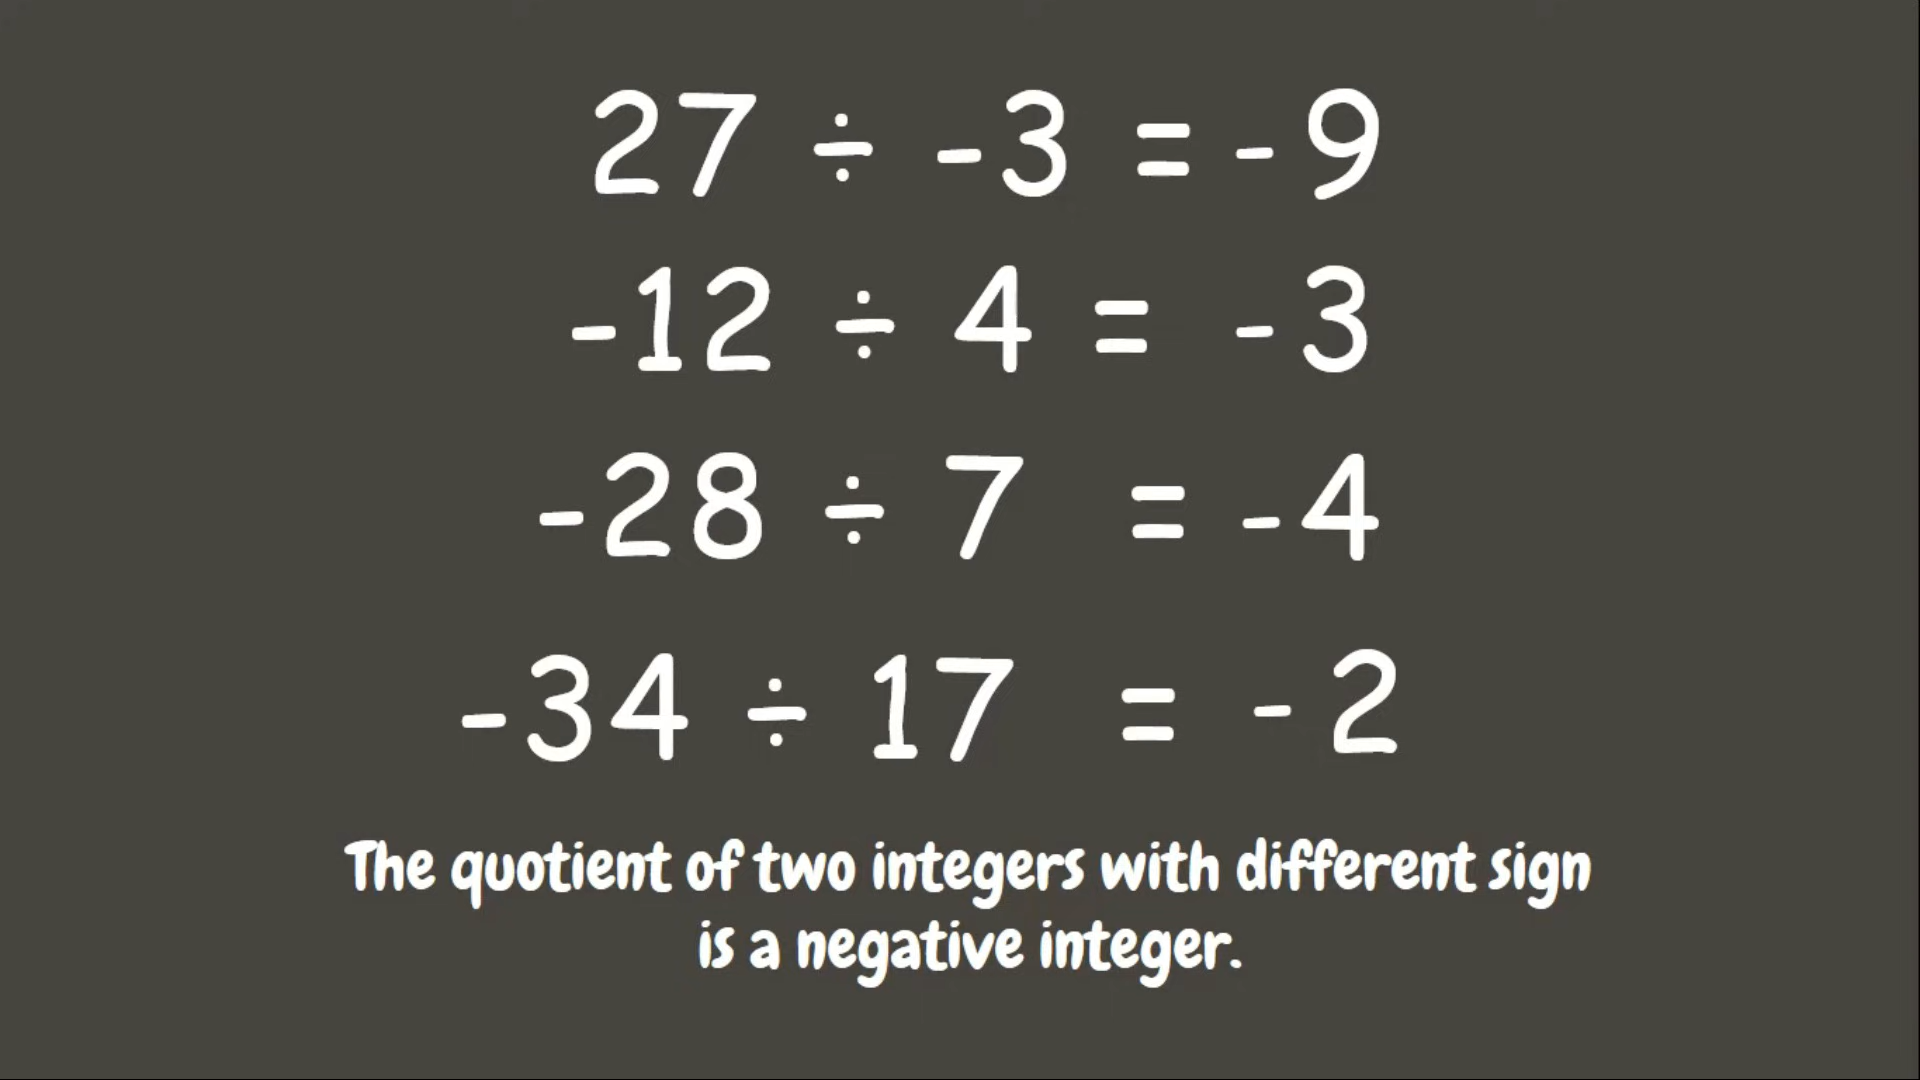 27 ÷ -3 = -9
-12 ÷ 4 = -3
-28 ÷ 7 = -4
-34 ÷ 17 = -2
The quotient of two integers with different sign
is a negative integer.